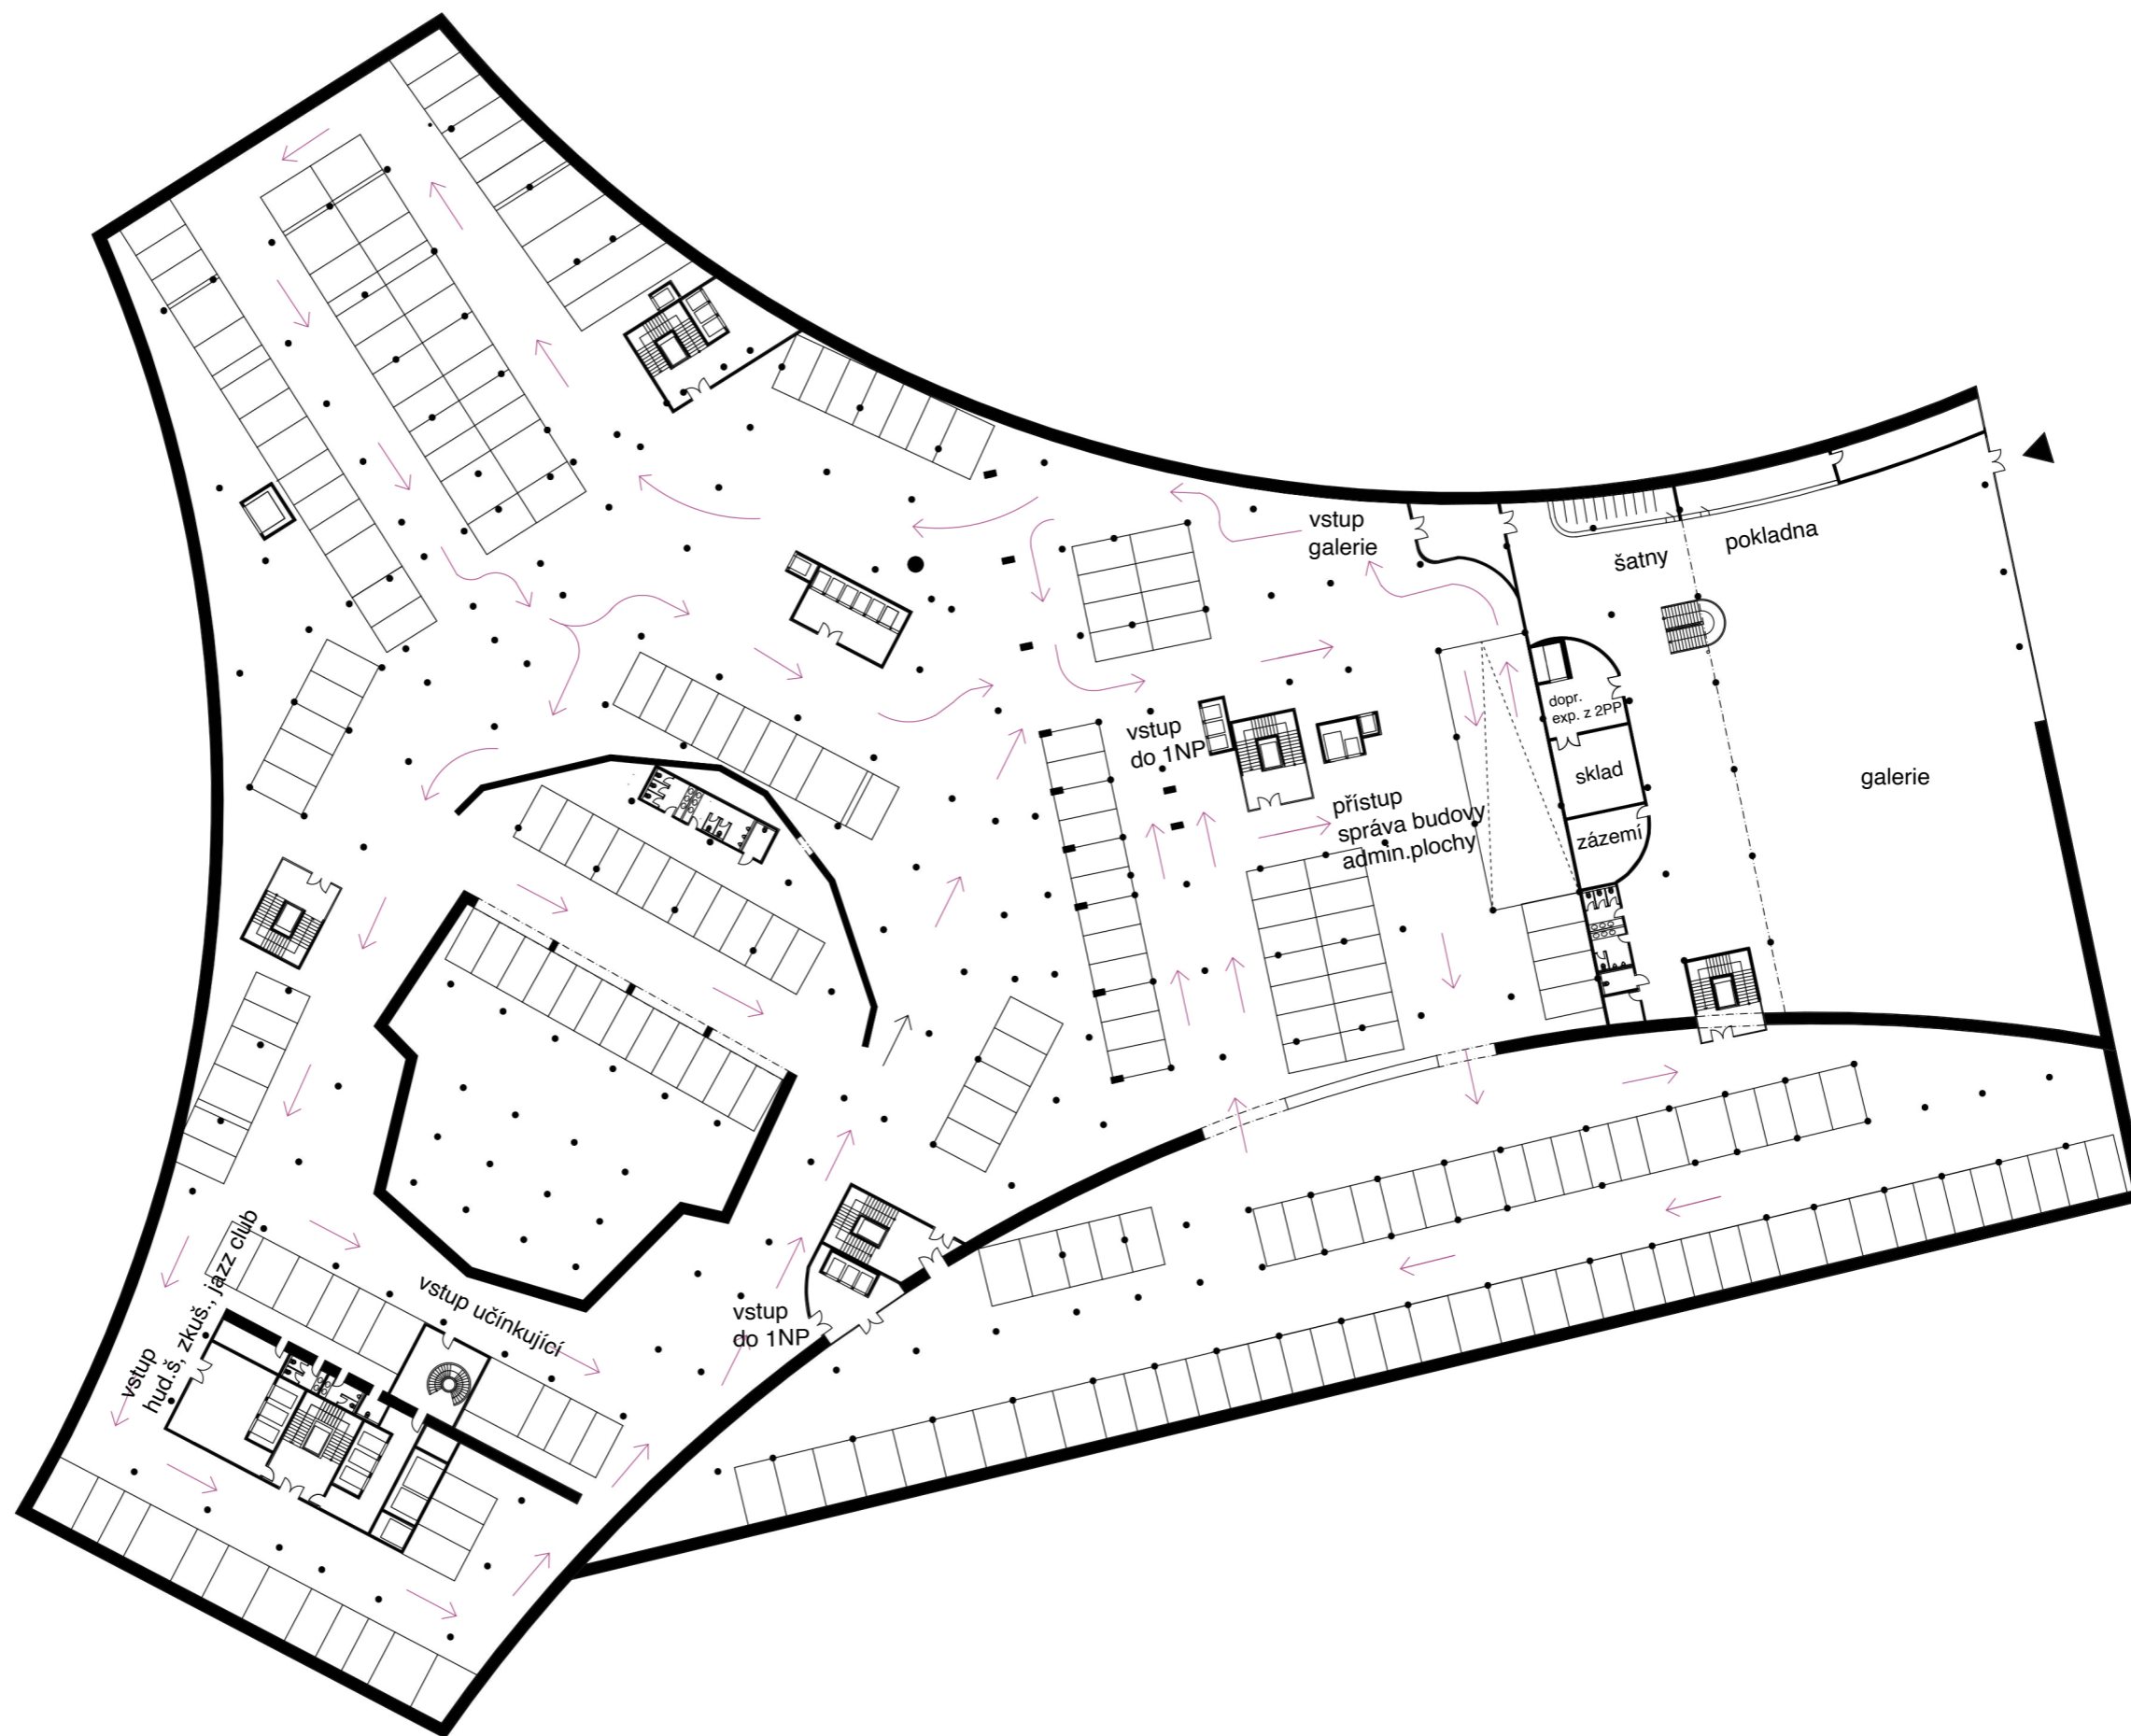 vstup
galerie
šatny
pokladna
dopr.
exp. z 2PP
vstup
do 1NP
sklad
galerie
přístup
správa budovy
admin.plochy
zázemí
vstup
hud.š, zkuš., jazz club
vstup učínkující
vstup
do 1NP